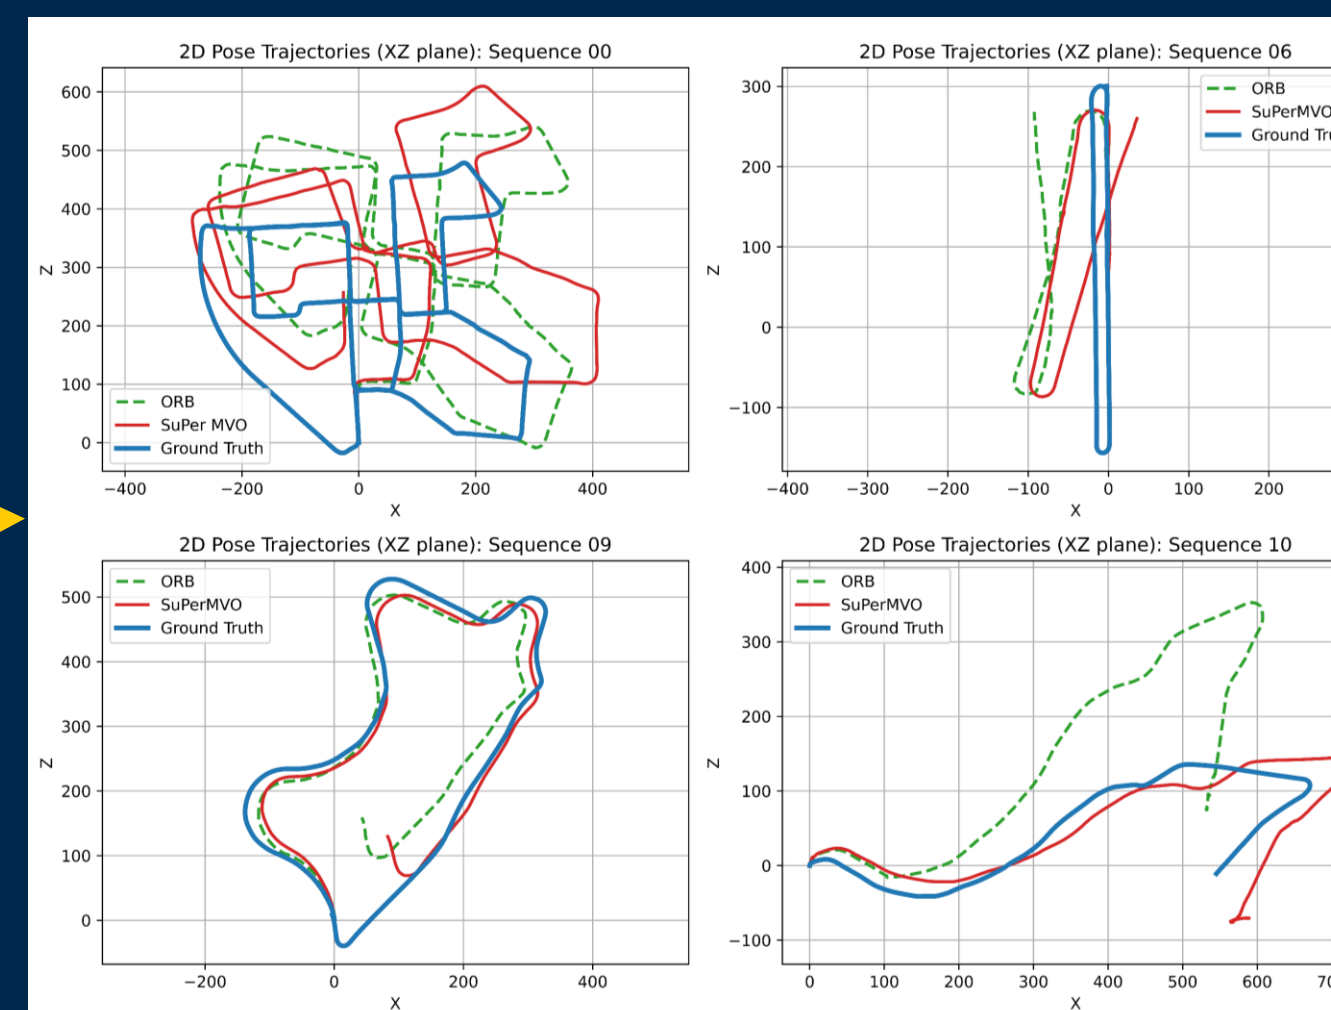 2D Pose Trajectories (XZ plane): Sequence 00
600
500
400
300
200
100
0
Z
ORB
SuPer MVO
Ground Truth
−400
−200
0
200
400
X
2D Pose Trajectories (XZ plane): Sequence 06
300
200
100
0
−100
Z
ORB
SuPerMVO
Ground Tru
−400
−300
−200
−100
0
100
200
X
2D Pose Trajectories (XZ plane): Sequence 09
500
400
300
200
100
0
Z
ORB
SuPerMVO
Ground Truth
−200
0
200
400
X
2D Pose Trajectories (XZ plane): Sequence 10
400
300
200
100
0
−100
Z
ORB
SuPerMVO
Ground Truth
0
100
200
300
400
500
600
70
X